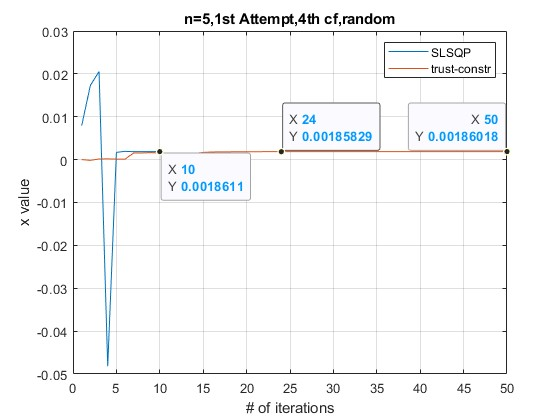 n=5,1st Attempt,4th cf,random
0.03
0.02
0.01
0
-0.01
-0.02
-0.03
-0.04
-0.05
x value
SLSQP
trust-constr
X 24
Y 0.00185829
X 50
Y 0.00186018
X 10
Y 0.0018611
0 5 10 15 20 25 30 35 40 45 50
# of iterations